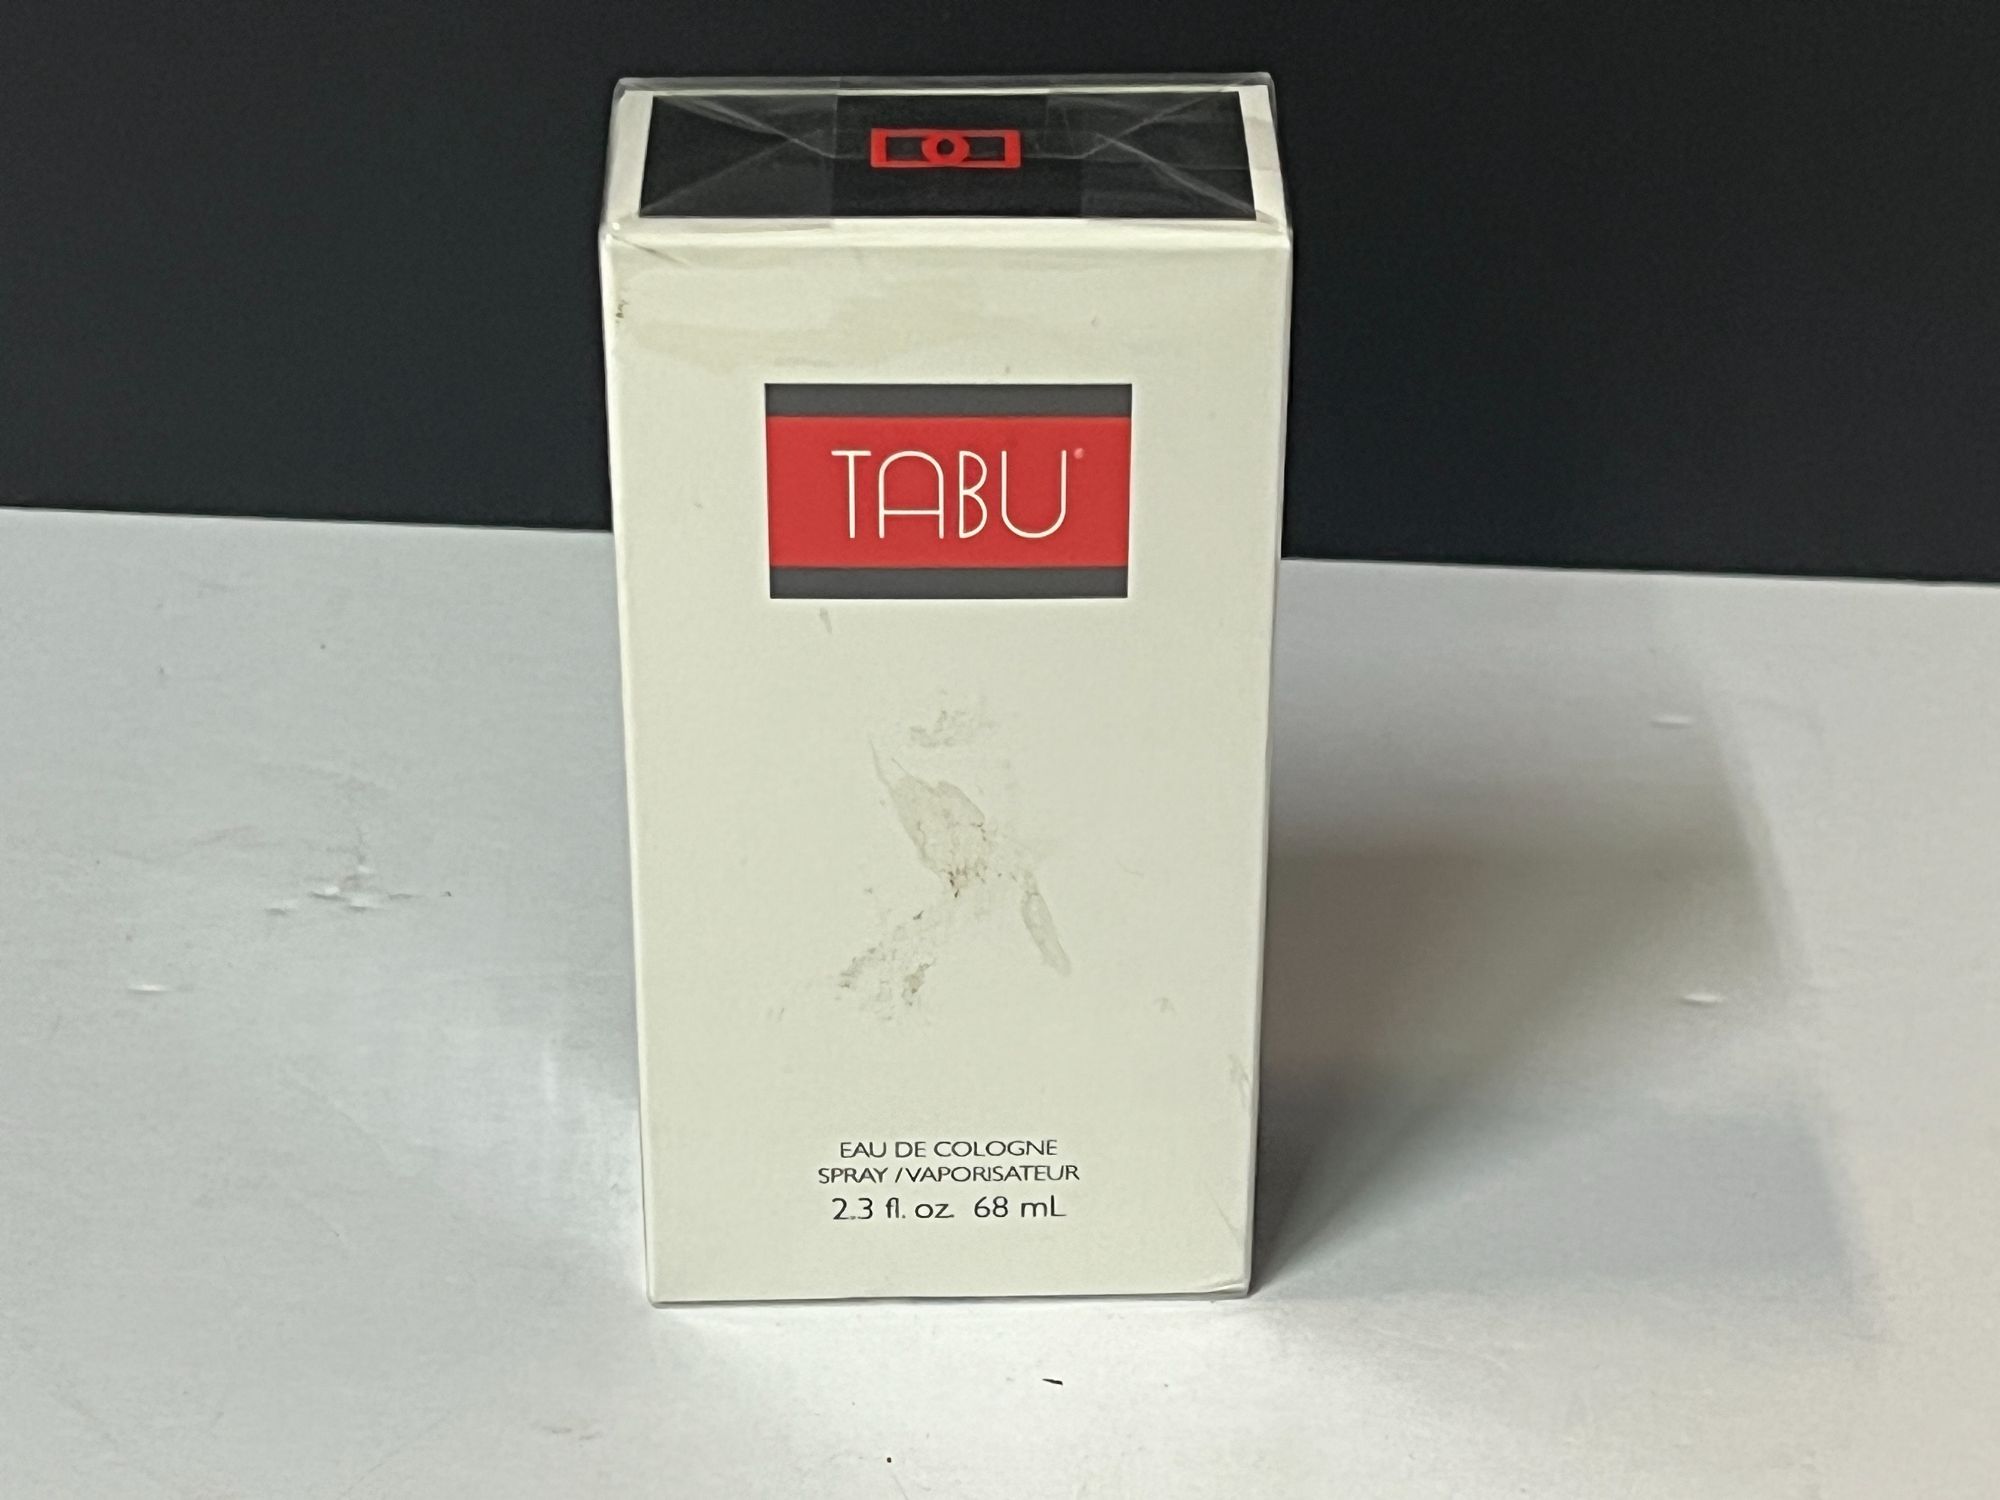 TABU
EAU DE COLOGNE
SPRAY / VAPORISATEUR
2.3 fl. oz. 68 mL